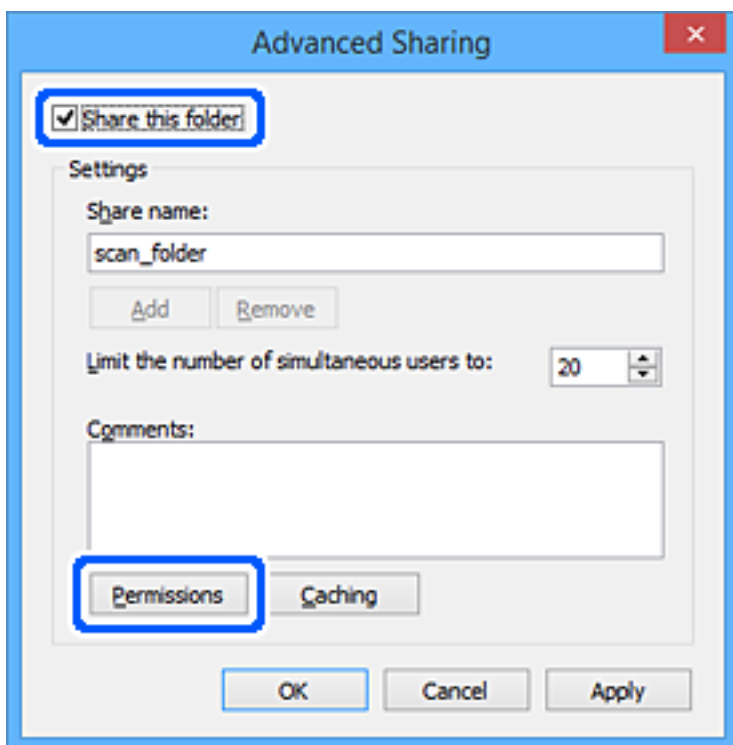 Advanced Sharing
Share this folder
Settings
Share name:
scan_folder
Add Remove
Limit the number of simultaneous users to: 20
Comments:
Permissions Caching
OK Cancel Apply